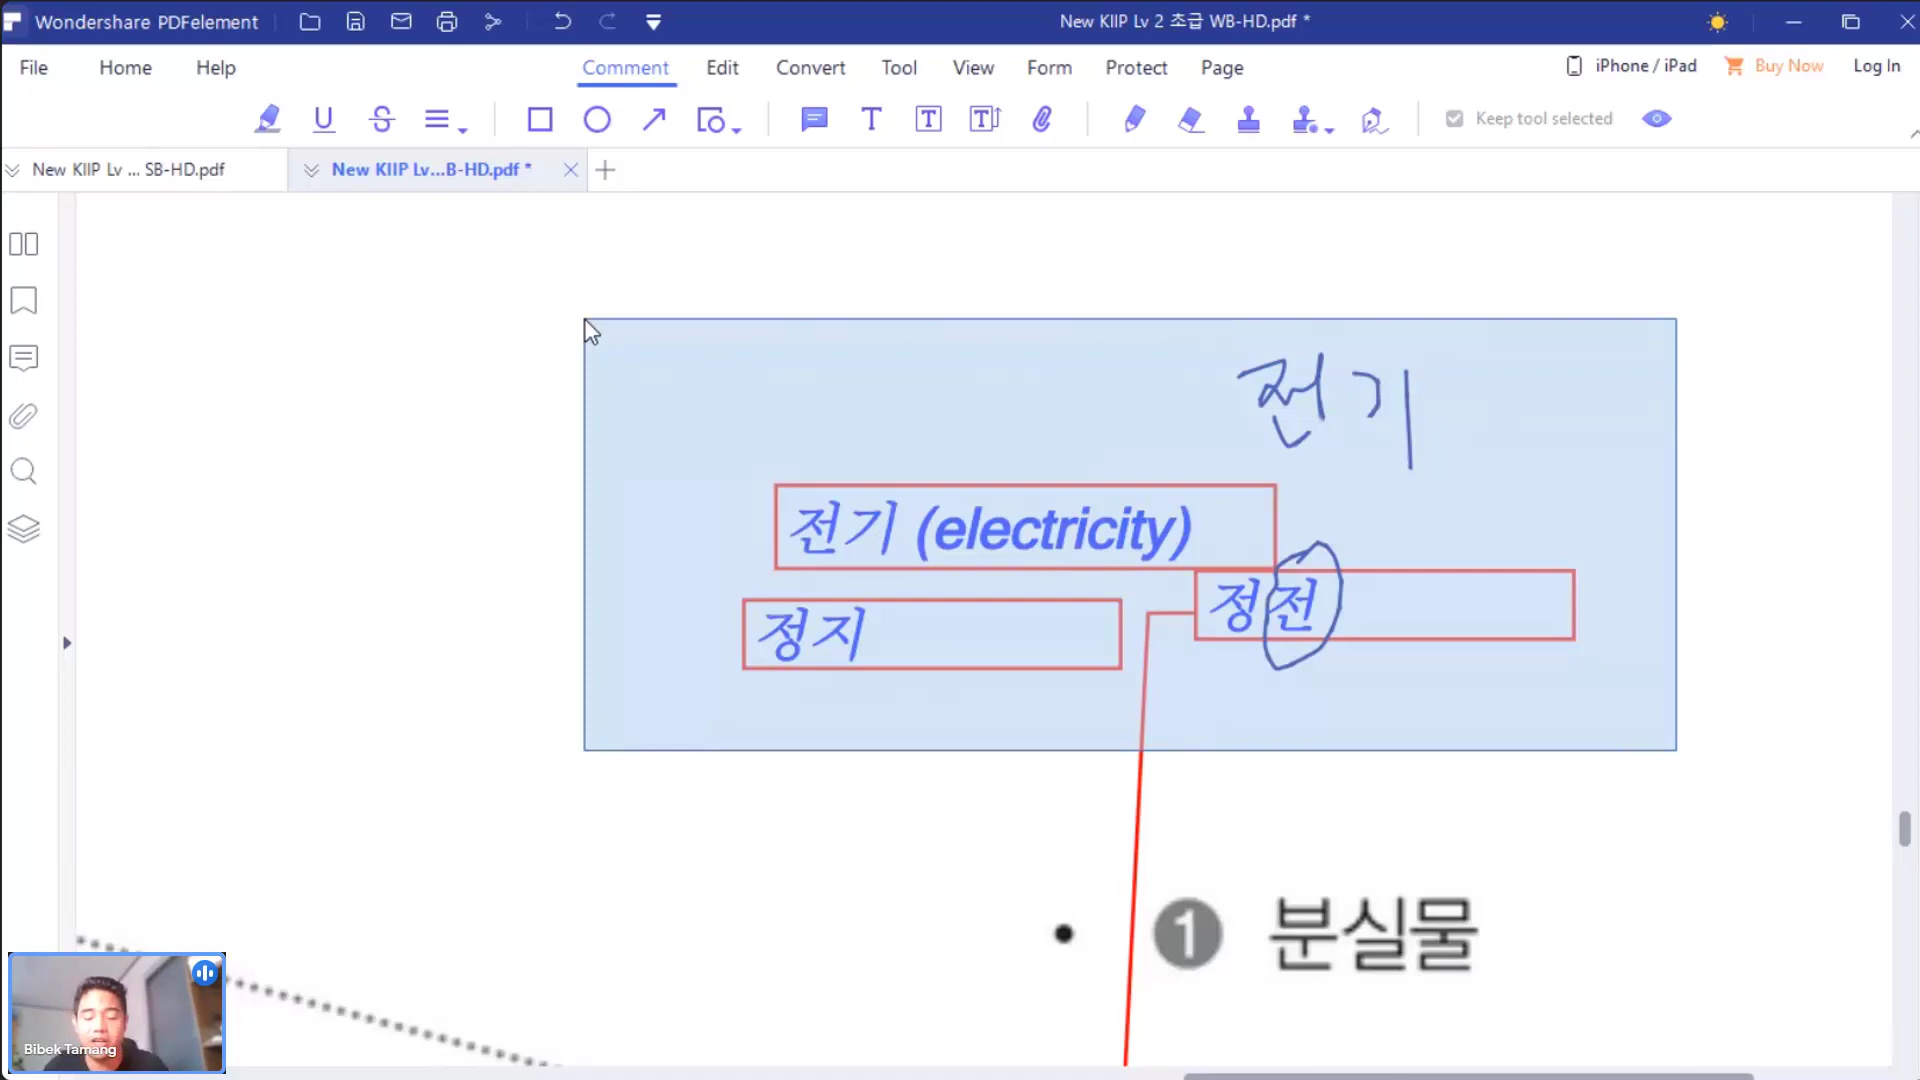 Wondershare PDFelement
New KIIP Lv 2 초급 WB-HD.pdf *
File Home Help Comment Edit Convert Tool View Form Protect Page iPhone / iPad Buy Now Log In
Keep tool selected
New KIIP Lv ... SB-HD.pdf New KIIP Lv...B-HD.pdf *
전기
전기 (electricity)
정전
정지
• 1 분실물
Bibek Tamang